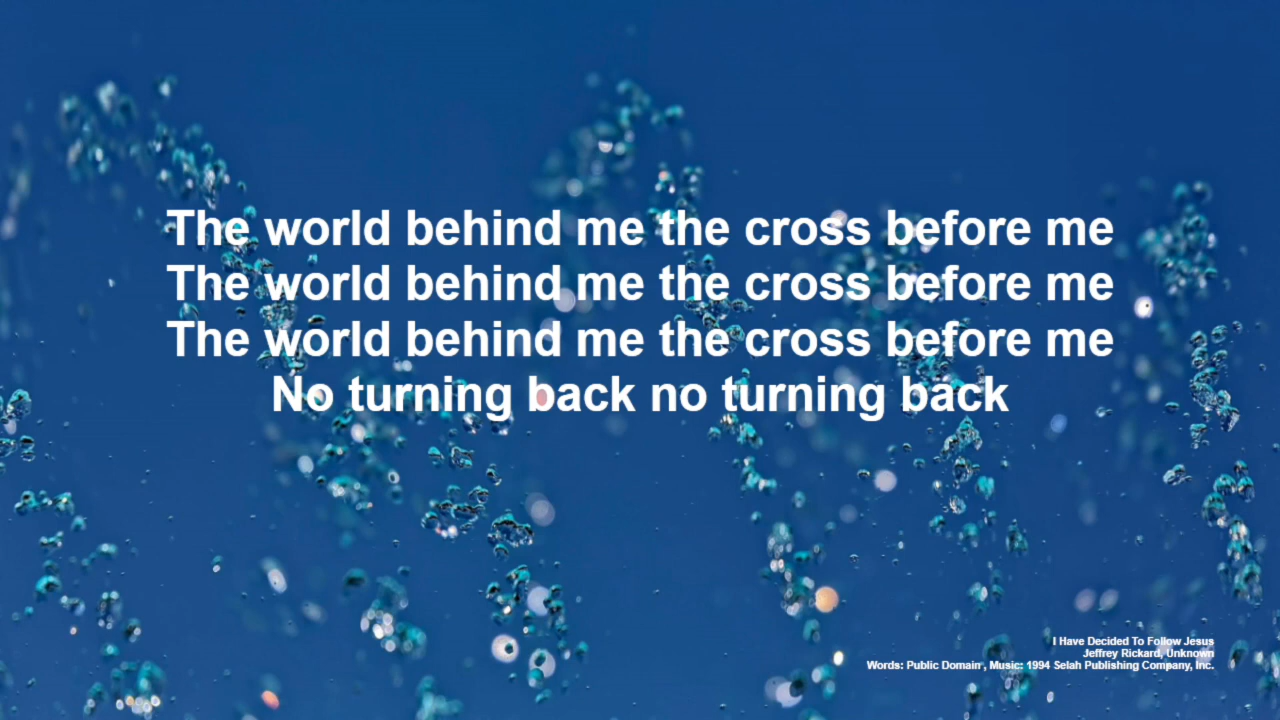 The world behind me the cross before me
The world behind me the cross before me
The world behind me the cross before me
No turning back no turning back
I Have Decided To Follow Jesus
Jeffrey Rickard, Unknown
Words: Public Domain , Music: 1994 Selah Publishing Company, Inc.